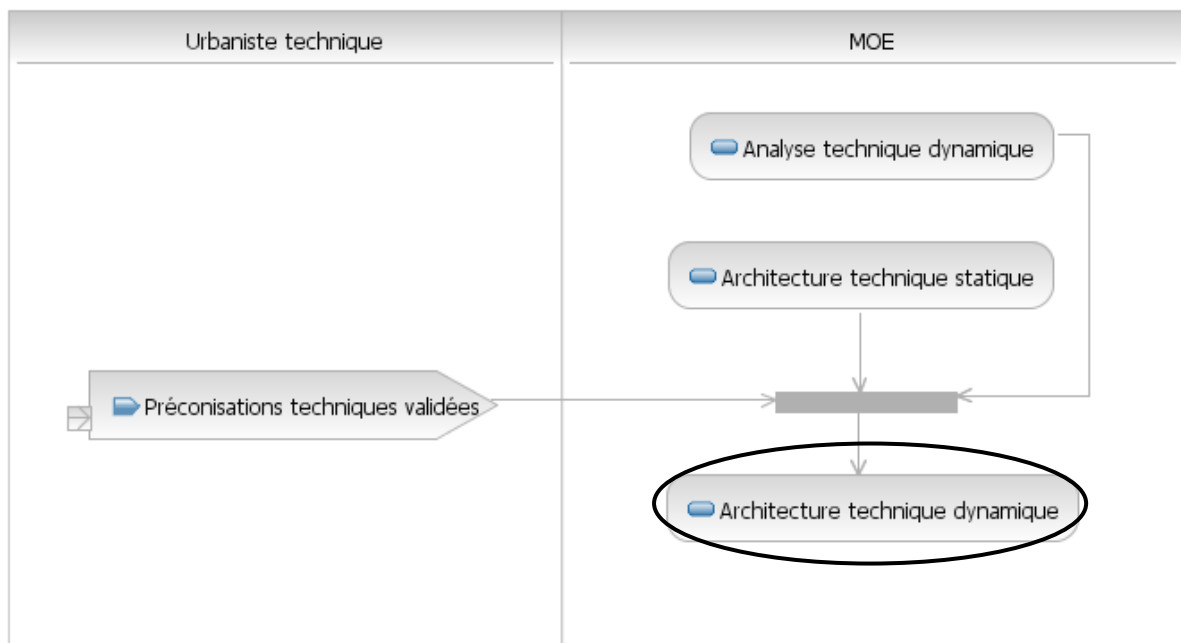 Urbaniste technique
MOE
Analyse technique dynamique
Architecture technique statique
Préconisations techniques validées
Architecture technique dynamique